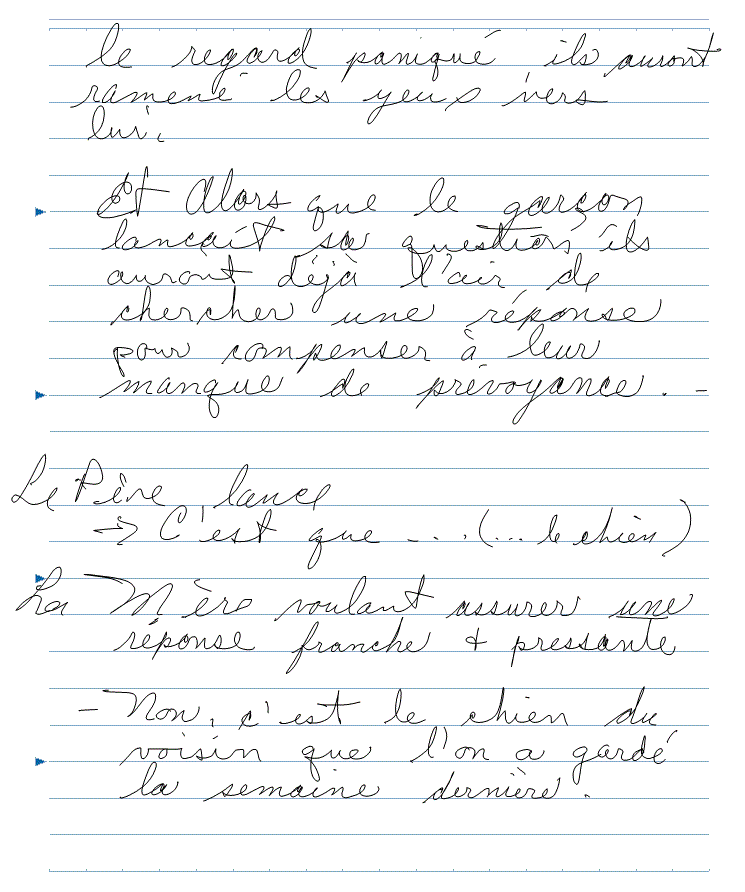 le regard paniqué ils auront
ramené les yeux vers
lui.
Et Alors que le garçon
lançait sa question, ils
auront déjà l'air de
chercher une réponse
pour compenser à leur
manque de prévoyance. -
Le Père lance
-> C'est que ... (... le chien)
La Mère voulant assurer une
réponse franche + pressante
- Non, c'est le chien du
voisin que l'on a gardé
la semaine dernière.